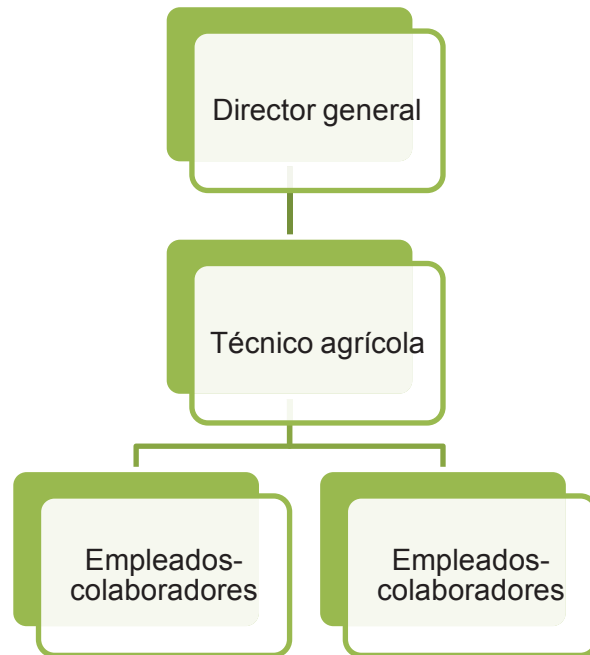 Director general
Técnico agrícola
Empleados-
colaboradores
Empleados-
colaboradores